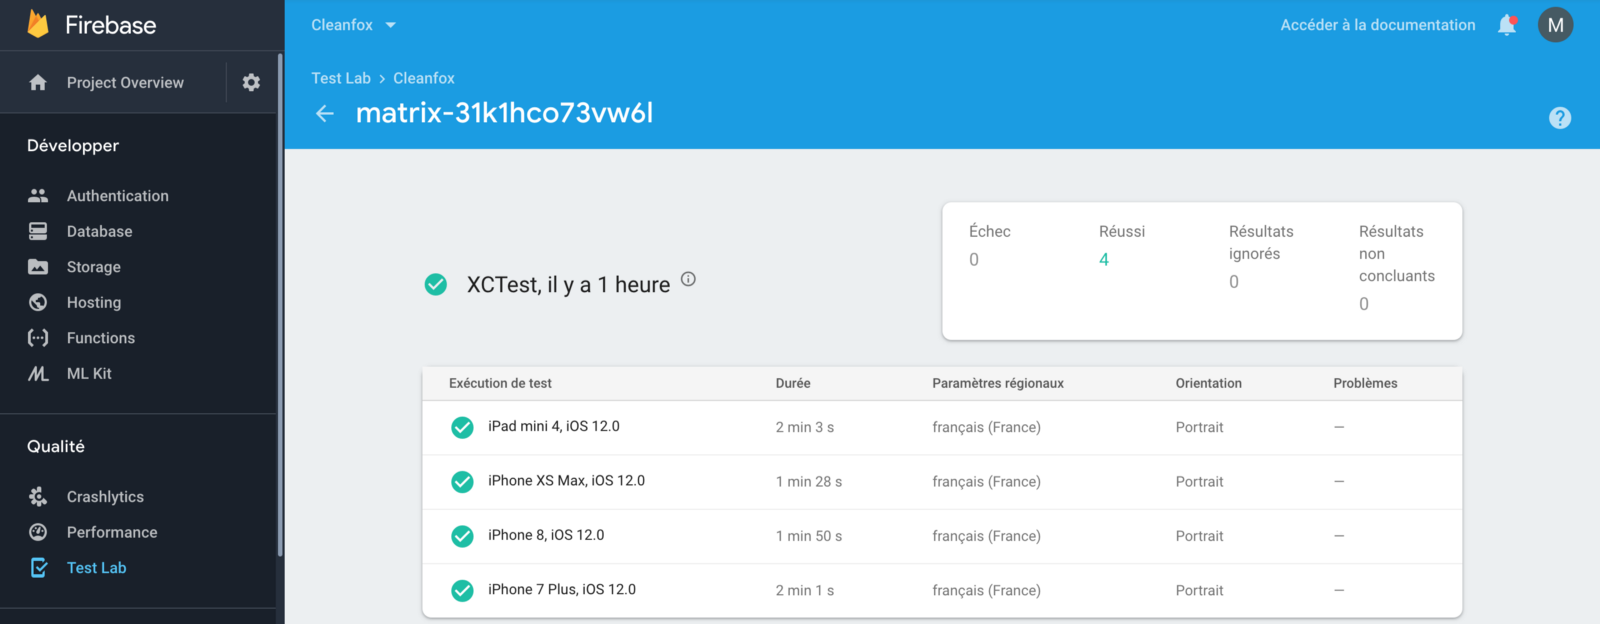 Firebase
Project Overview
Développer
Authentication
Database
Storage
Hosting
Functions
ML Kit
Qualité
Crashlytics
Performance
Test Lab
Cleanfox
Accéder à la documentation
M
Test Lab > Cleanfox
matrix-31k1hco73vw6l
?
XCTest, il y a 1 heure
Échec
0
Réussi
4
Résultats
ignorés
0
Résultats
non
concluants
0
Exécution de test Durée Paramètres régionaux Orientation Problèmes
iPad mini 4, iOS 12.0 2 min 3 s français (France) Portrait —
iPhone XS Max, iOS 12.0 1 min 28 s français (France) Portrait —
iPhone 8, iOS 12.0 1 min 50 s français (France) Portrait —
iPhone 7 Plus, iOS 12.0 2 min 1 s français (France) Portrait —